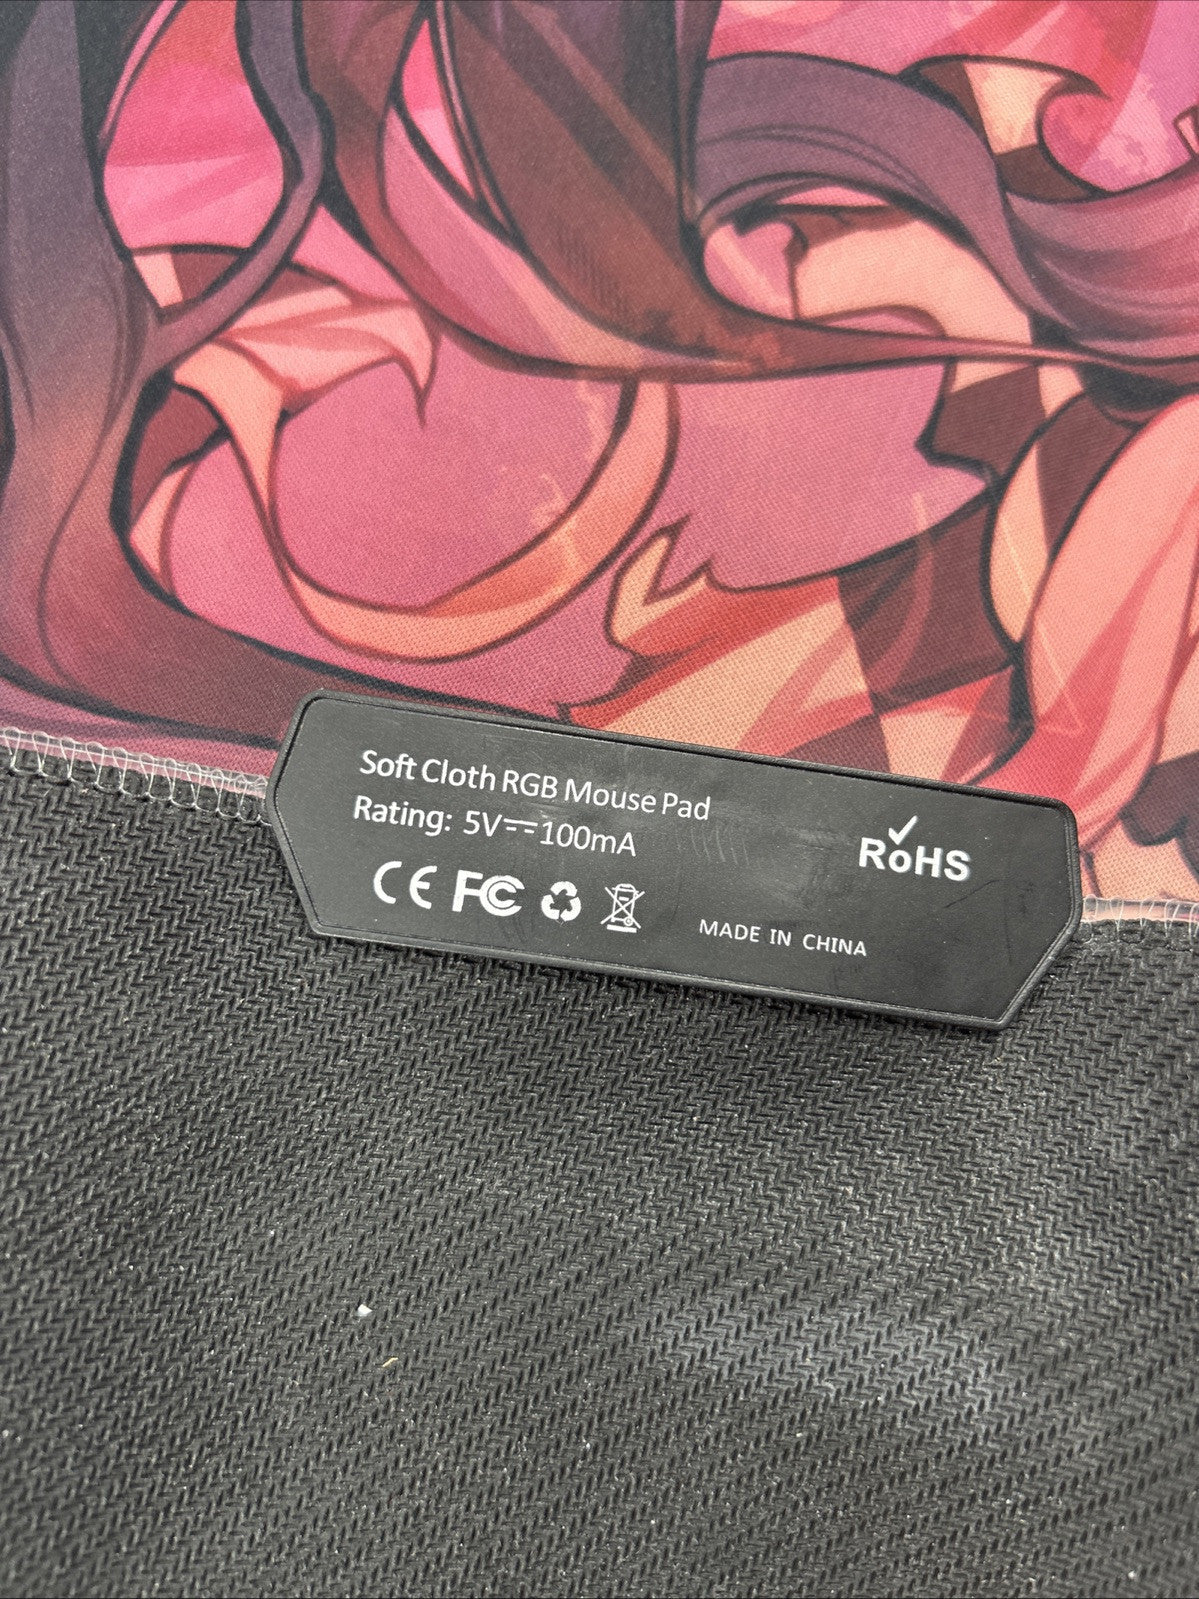 Soft Cloth RGB Mouse Pad
Rating: 5V⎓100mA
CE FC
RoHS
MADE IN CHINA